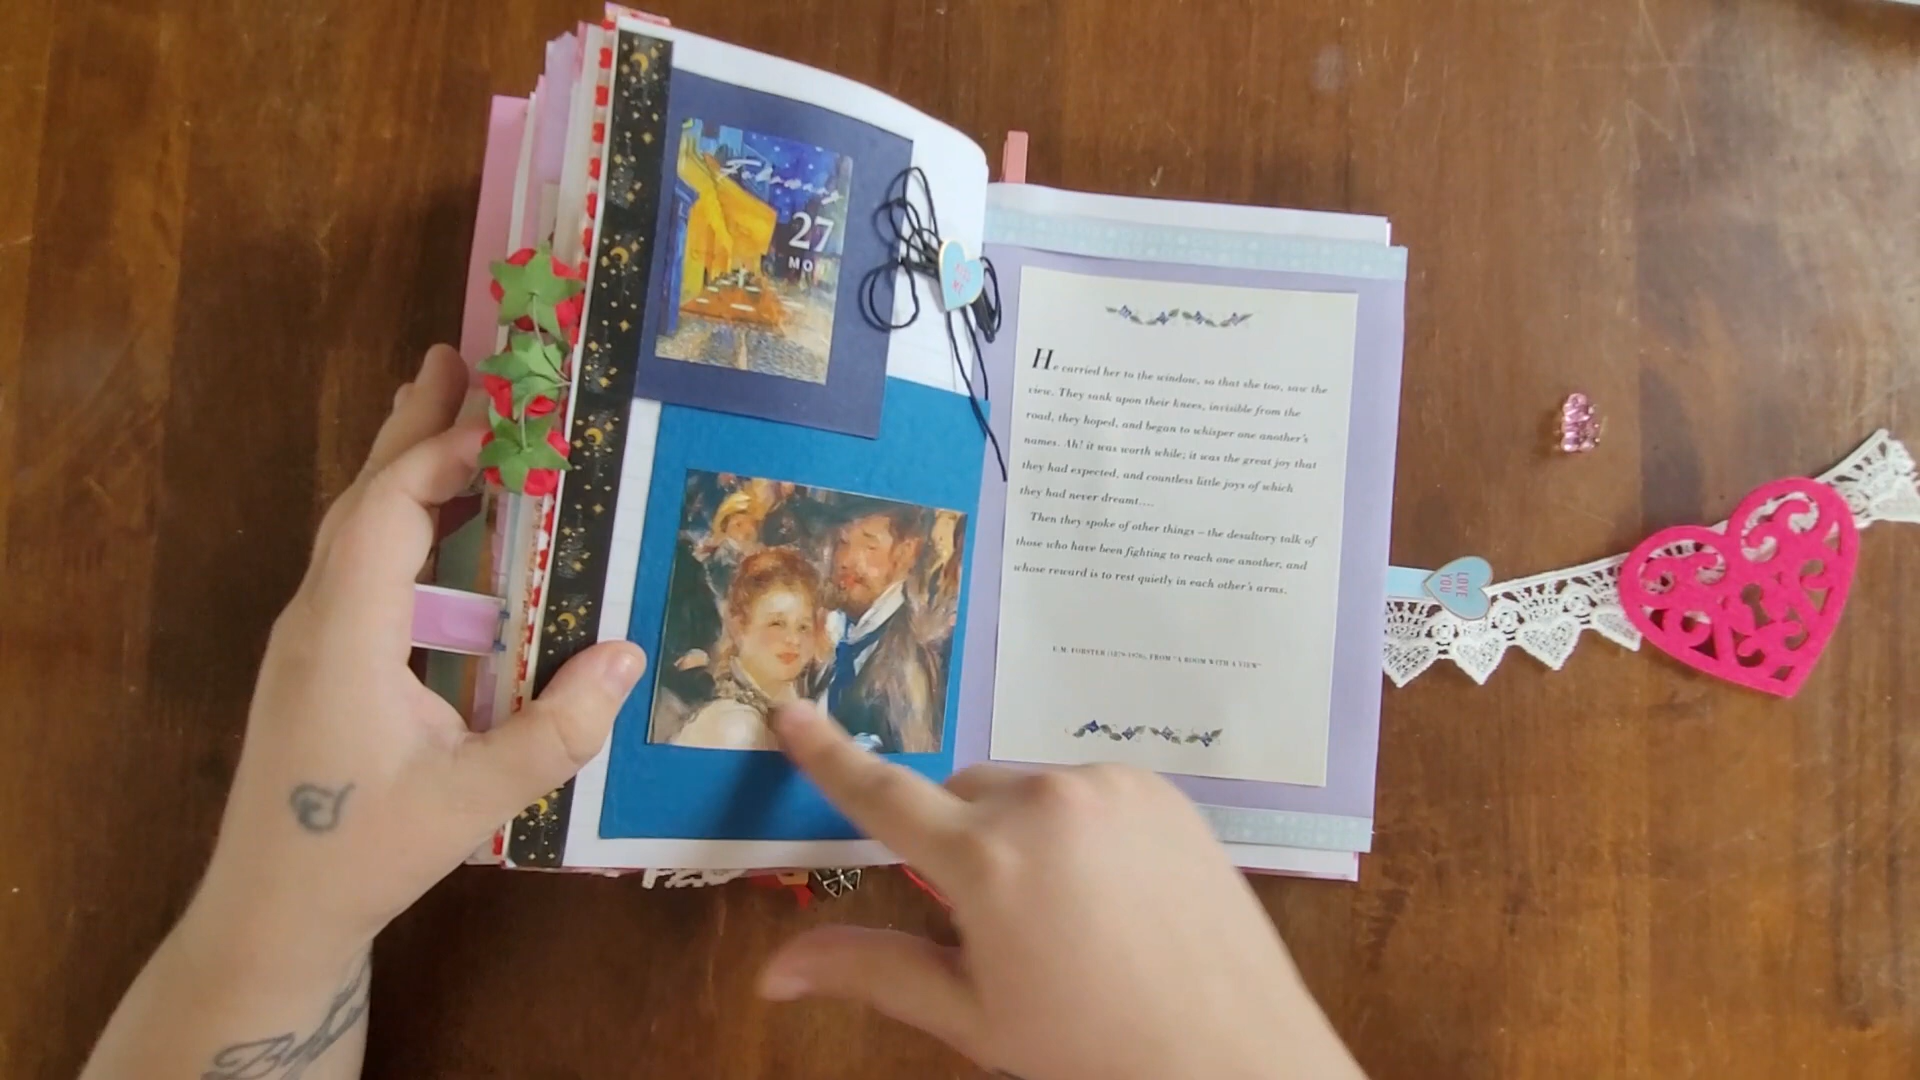 February
27
MON
He carried her to the window, so that she too, saw the
view. They sank upon their knees, invisible from the
road, they hoped, and began to whisper one another's
names. Ah! it was worth while; it was the great joy that
they had expected, and countless little joys of which
they had never dreamt....
Then they spoke of other things – the desultory talk of
those who have been fighting to reach one another, and
whose reward is to rest quietly in each other's arms.
E.M. FORSTER (1879-1970), FROM "A ROOM WITH A VIEW"
LOVE
YOU